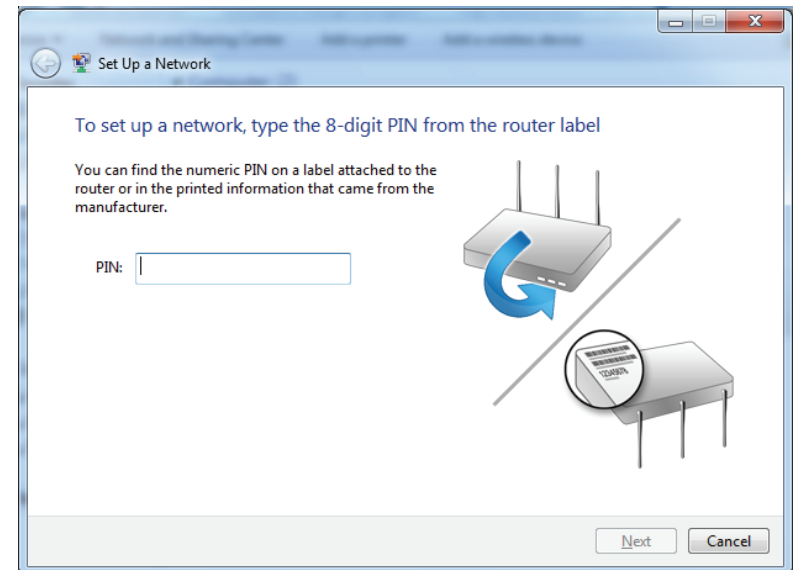 Set Up a Network
To set up a network, type the 8-digit PIN from the router label
You can find the numeric PIN on a label attached to the
router or in the printed information that came from the
manufacturer.
PIN:
12345678
Next
Cancel